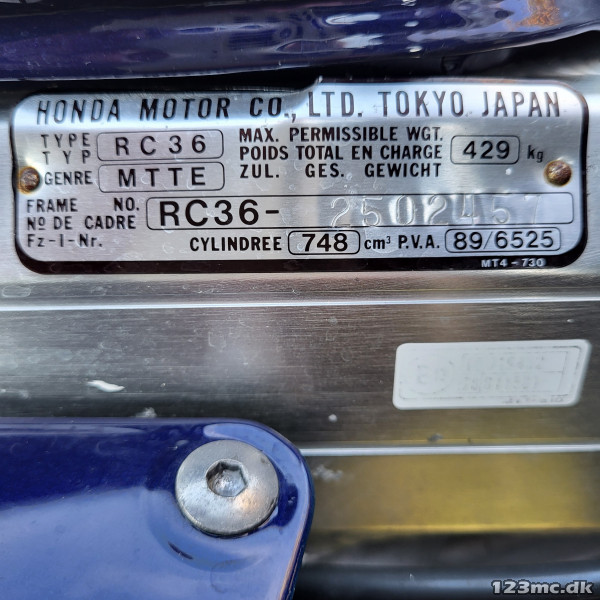 HONDA MOTOR CO., LTD. TOKYO JAPAN
TYPE
TYP
RC36
MAX. PERMISSIBLE WGT.
POIDS TOTAL EN CHARGE
ZUL. GES. GEWICHT
429 kg
GENRE MTTE
FRAME NO.
Nº DE CADRE
Fz-I-Nr.
RC36- 2502457
CYLINDREE 748 cm³ P.V.A. 89/6525
MT4-730
123mc.dk